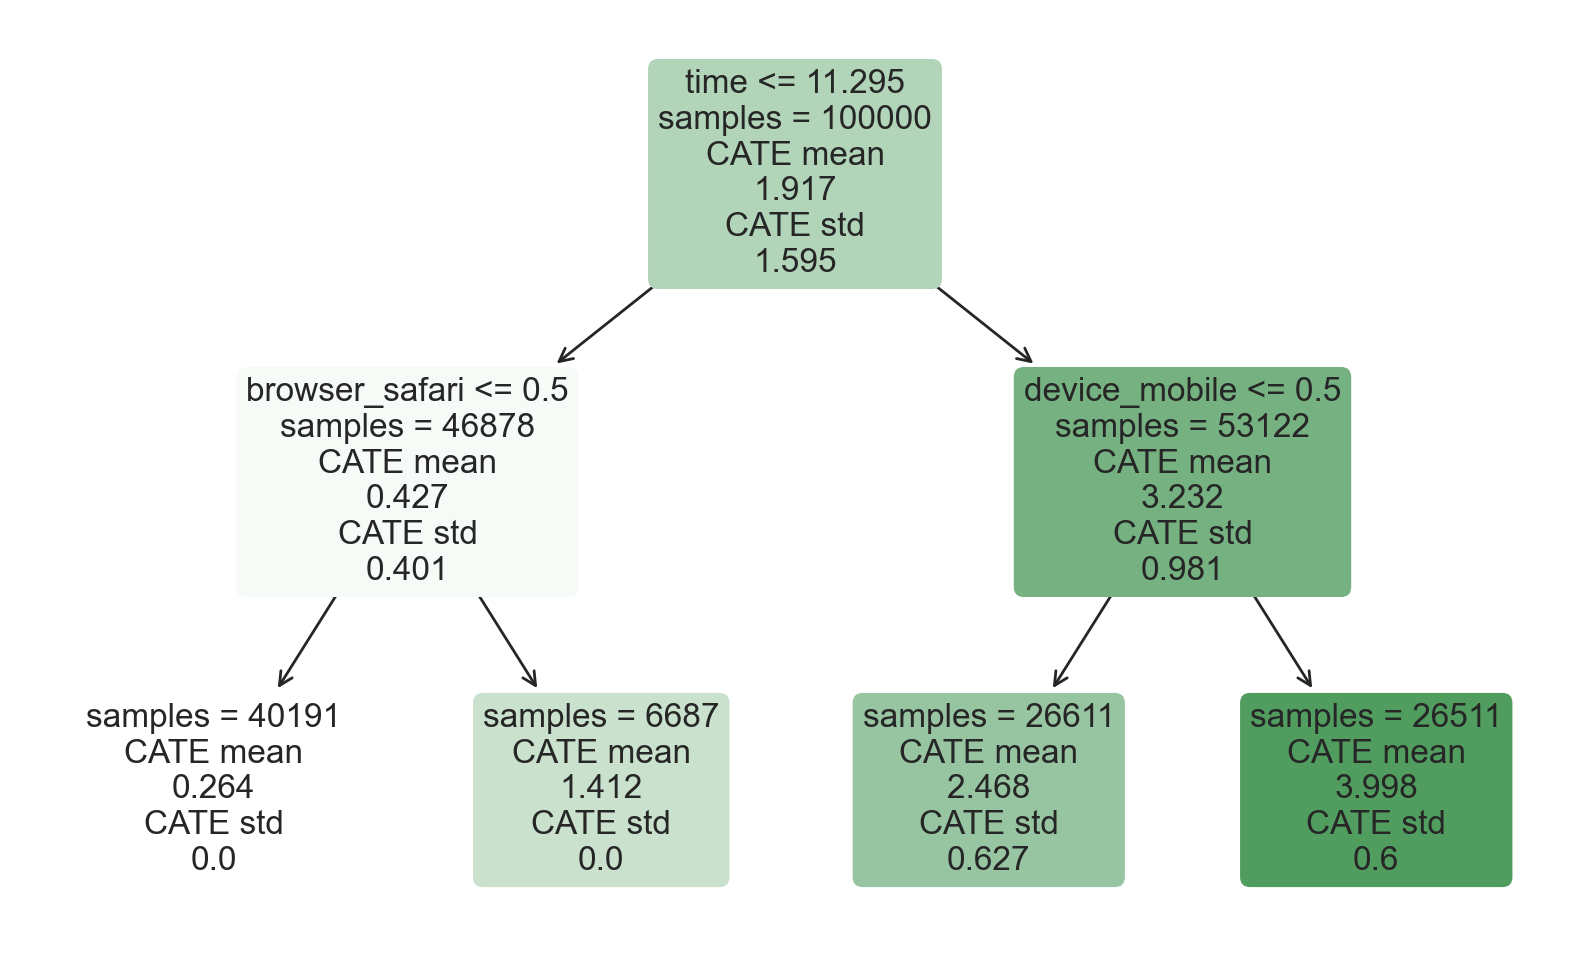 time <= 11.295
samples = 100000
CATE mean
1.917
CATE std
1.595
browser_safari <= 0.5
samples = 46878
CATE mean
0.427
CATE std
0.401
device_mobile <= 0.5
samples = 53122
CATE mean
3.232
CATE std
0.981
samples = 40191
CATE mean
0.264
CATE std
0.0
samples = 6687
CATE mean
1.412
CATE std
0.0
samples = 26611
CATE mean
2.468
CATE std
0.627
samples = 26511
CATE mean
3.998
CATE std
0.6